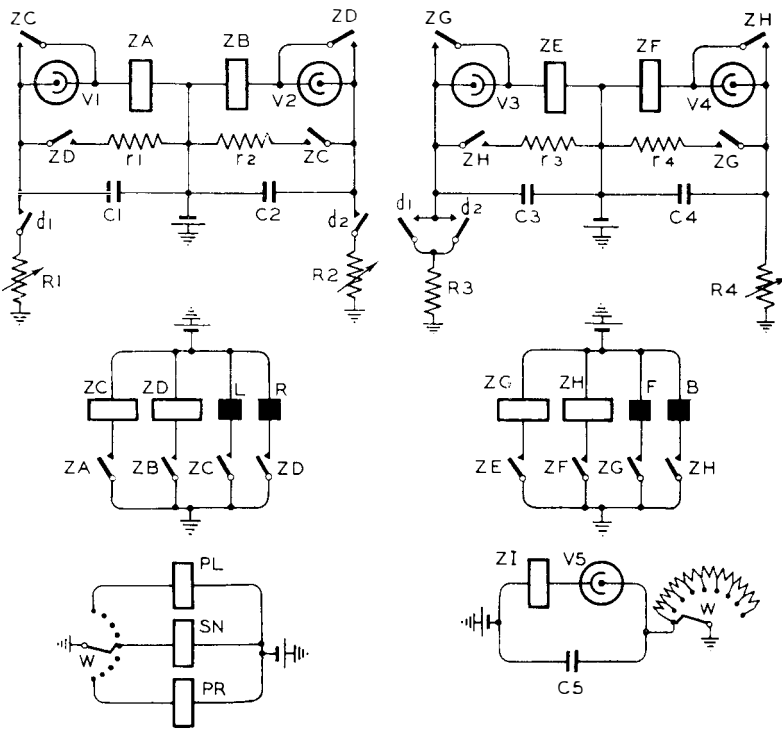 ZC ZD ZG ZH
ZA ZB ZE ZF
V1 V2 V3 V4
ZD r1 r2 ZC ZH r3 r4 ZG
C1 C2 C3 C4
d1 d2 d1 d2
R1 R2 R3 R4
ZC ZD L R ZG ZH F B
ZA ZB ZC ZD ZE ZF ZG ZH
PL ZI V5
SN
W W
PR C5